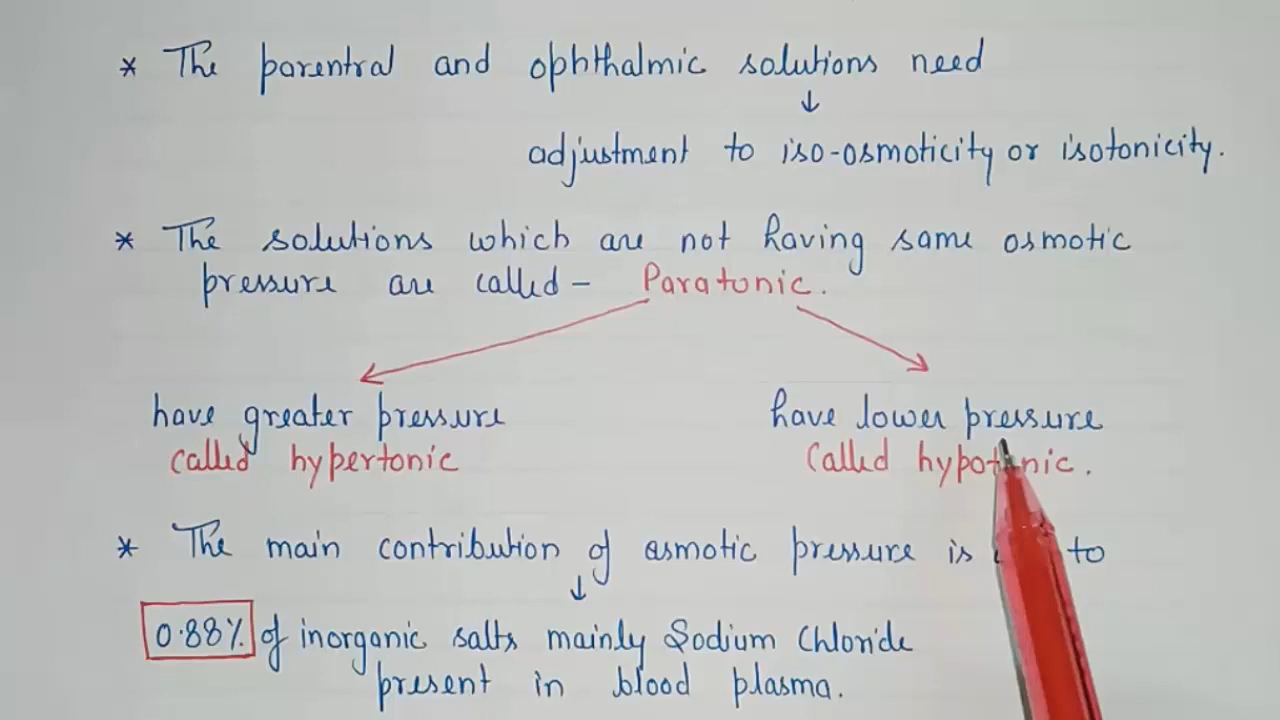 * The parentral and ophthalmic solutions need
↓
adjustment to iso-osmoticity or isotonicity.
* The solutions which are not having same osmotic
pressure are called - Paratonic.
have greater pressure
called hypertonic
have lower pressure
called hypotonic.
* The main contribution of osmotic pressure is to
↓
0.88% of inorganic salts mainly Sodium Chloride
present in blood plasma.